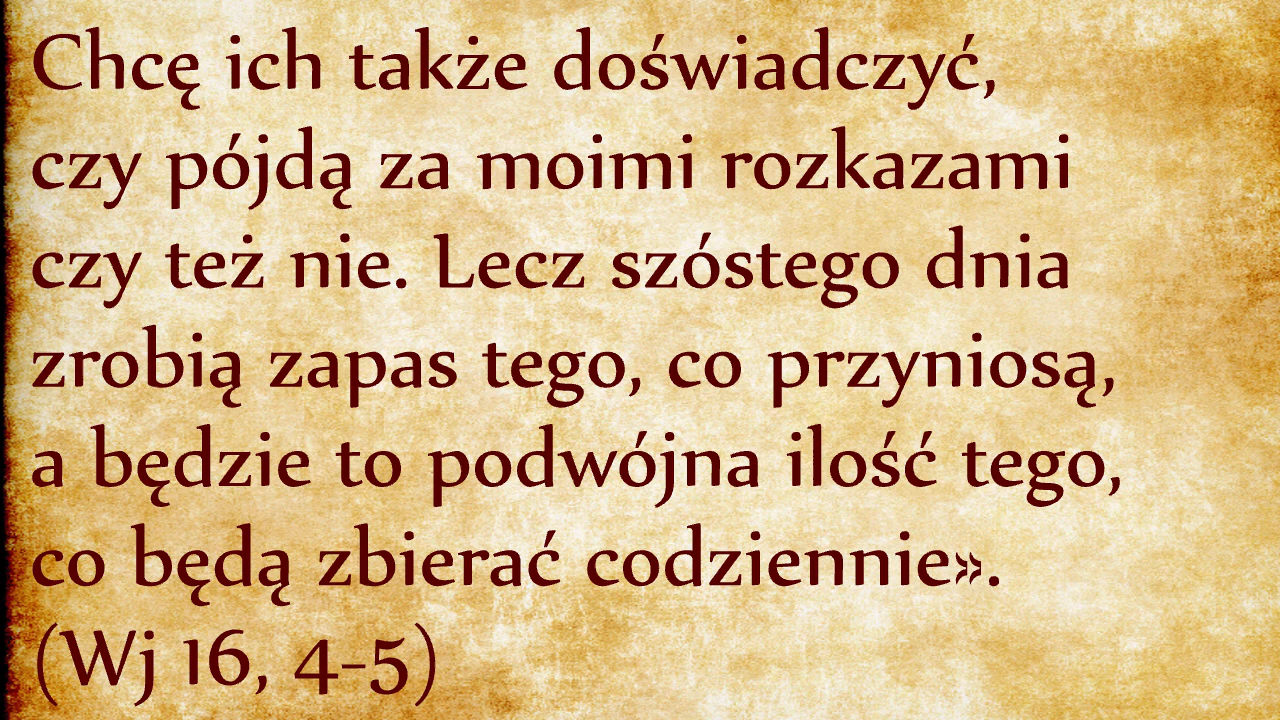 Chcę ich także doświadczyć,
czy pójdą za moimi rozkazami
czy też nie. Lecz szóstego dnia
zrobią zapas tego, co przyniosą,
a będzie to podwójna ilość tego,
co będą zbierać codziennie».
(Wj 16, 4-5)